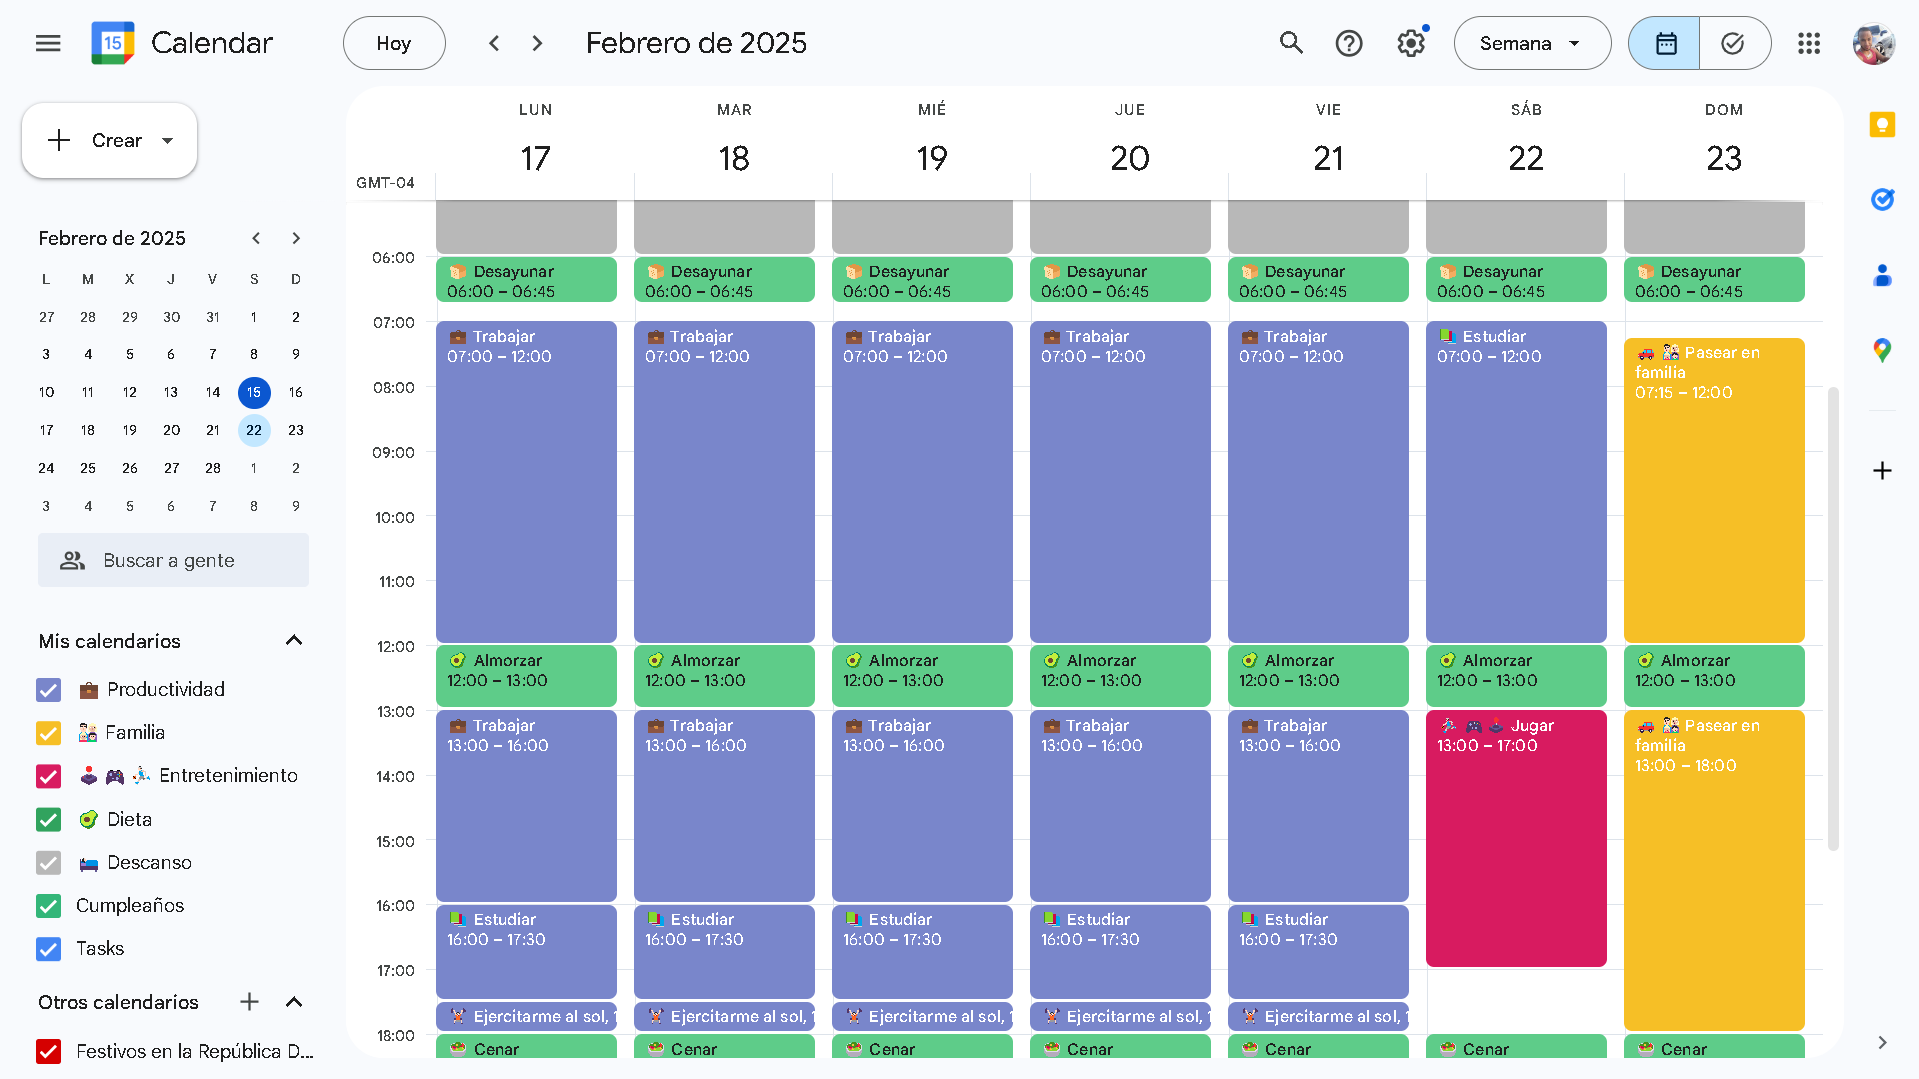 15
Calendar
Hoy
Febrero de 2025
Semana
Crear
Febrero de 2025
L M X J V S D
27 28 29 30 31 1 2
3 4 5 6 7 8 9
10 11 12 13 14 15 16
17 18 19 20 21 22 23
24 25 26 27 28 1 2
3 4 5 6 7 8 9
Buscar a gente
Mis calendarios
Productividad
Familia
Entretenimiento
Dieta
Descanso
Cumpleaños
Tasks
Otros calendarios
Festivos en la República D...
LUN MAR MIÉ JUE VIE SÁB DOM
17 18 19 20 21 22 23
GMT-04
06:00
07:00
08:00
09:00
10:00
11:00
12:00
13:00
14:00
15:00
16:00
17:00
18:00
Desayunar
06:00 – 06:45
Trabajar
07:00 – 12:00
Almorzar
12:00 – 13:00
Trabajar
13:00 – 16:00
Estudiar
16:00 – 17:30
Ejercitarme al sol, 1
Cenar
Desayunar
06:00 – 06:45
Trabajar
07:00 – 12:00
Almorzar
12:00 – 13:00
Trabajar
13:00 – 16:00
Estudiar
16:00 – 17:30
Ejercitarme al sol, 1
Cenar
Desayunar
06:00 – 06:45
Trabajar
07:00 – 12:00
Almorzar
12:00 – 13:00
Trabajar
13:00 – 16:00
Estudiar
16:00 – 17:30
Ejercitarme al sol, 1
Cenar
Desayunar
06:00 – 06:45
Trabajar
07:00 – 12:00
Almorzar
12:00 – 13:00
Trabajar
13:00 – 16:00
Estudiar
16:00 – 17:30
Ejercitarme al sol, 1
Cenar
Desayunar
06:00 – 06:45
Trabajar
07:00 – 12:00
Almorzar
12:00 – 13:00
Trabajar
13:00 – 16:00
Estudiar
16:00 – 17:30
Ejercitarme al sol, 1
Cenar
Desayunar
06:00 – 06:45
Estudiar
07:00 – 12:00
Almorzar
12:00 – 13:00
Jugar
13:00 – 17:00
Cenar
Desayunar
06:00 – 06:45
Pasear en
familia
07:15 – 12:00
Almorzar
12:00 – 13:00
Pasear en
familia
13:00 – 18:00
Cenar